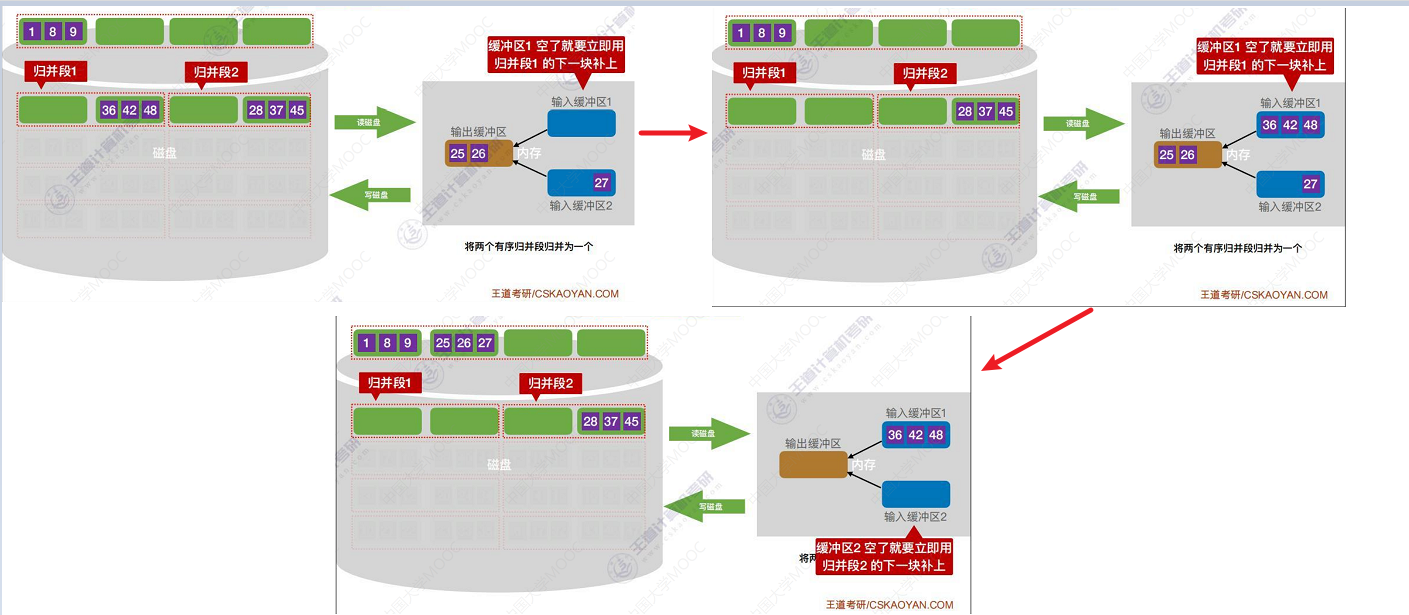 1 8 9
缓冲区1 空了就要立即用
归并段1 的下一块补上
归并段1
归并段2
36 42 48
28 37 45
读磁盘
写磁盘
磁盘
输入缓冲区1
输出缓冲区
25 26
内存
27
输入缓冲区2
将两个有序归并段归并为一个
王道考研/CSKAOYAN.COM
1 8 9
缓冲区1 空了就要立即用
归并段1 的下一块补上
归并段1
归并段2
28 37 45
读磁盘
写磁盘
磁盘
输入缓冲区1
36 42 48
输出缓冲区
25 26
内存
27
输入缓冲区2
将两个有序归并段归并为一个
王道考研/CSKAOYAN.COM
1 8 9
25 26 27
归并段1
归并段2
28 37 45
读磁盘
写磁盘
磁盘
输入缓冲区1
36 42 48
输出缓冲区
内存
输入缓冲区2
缓冲区2 空了就要立即用
归并段2 的下一块补上
将两
王道考研/CSKAOYAN.COM